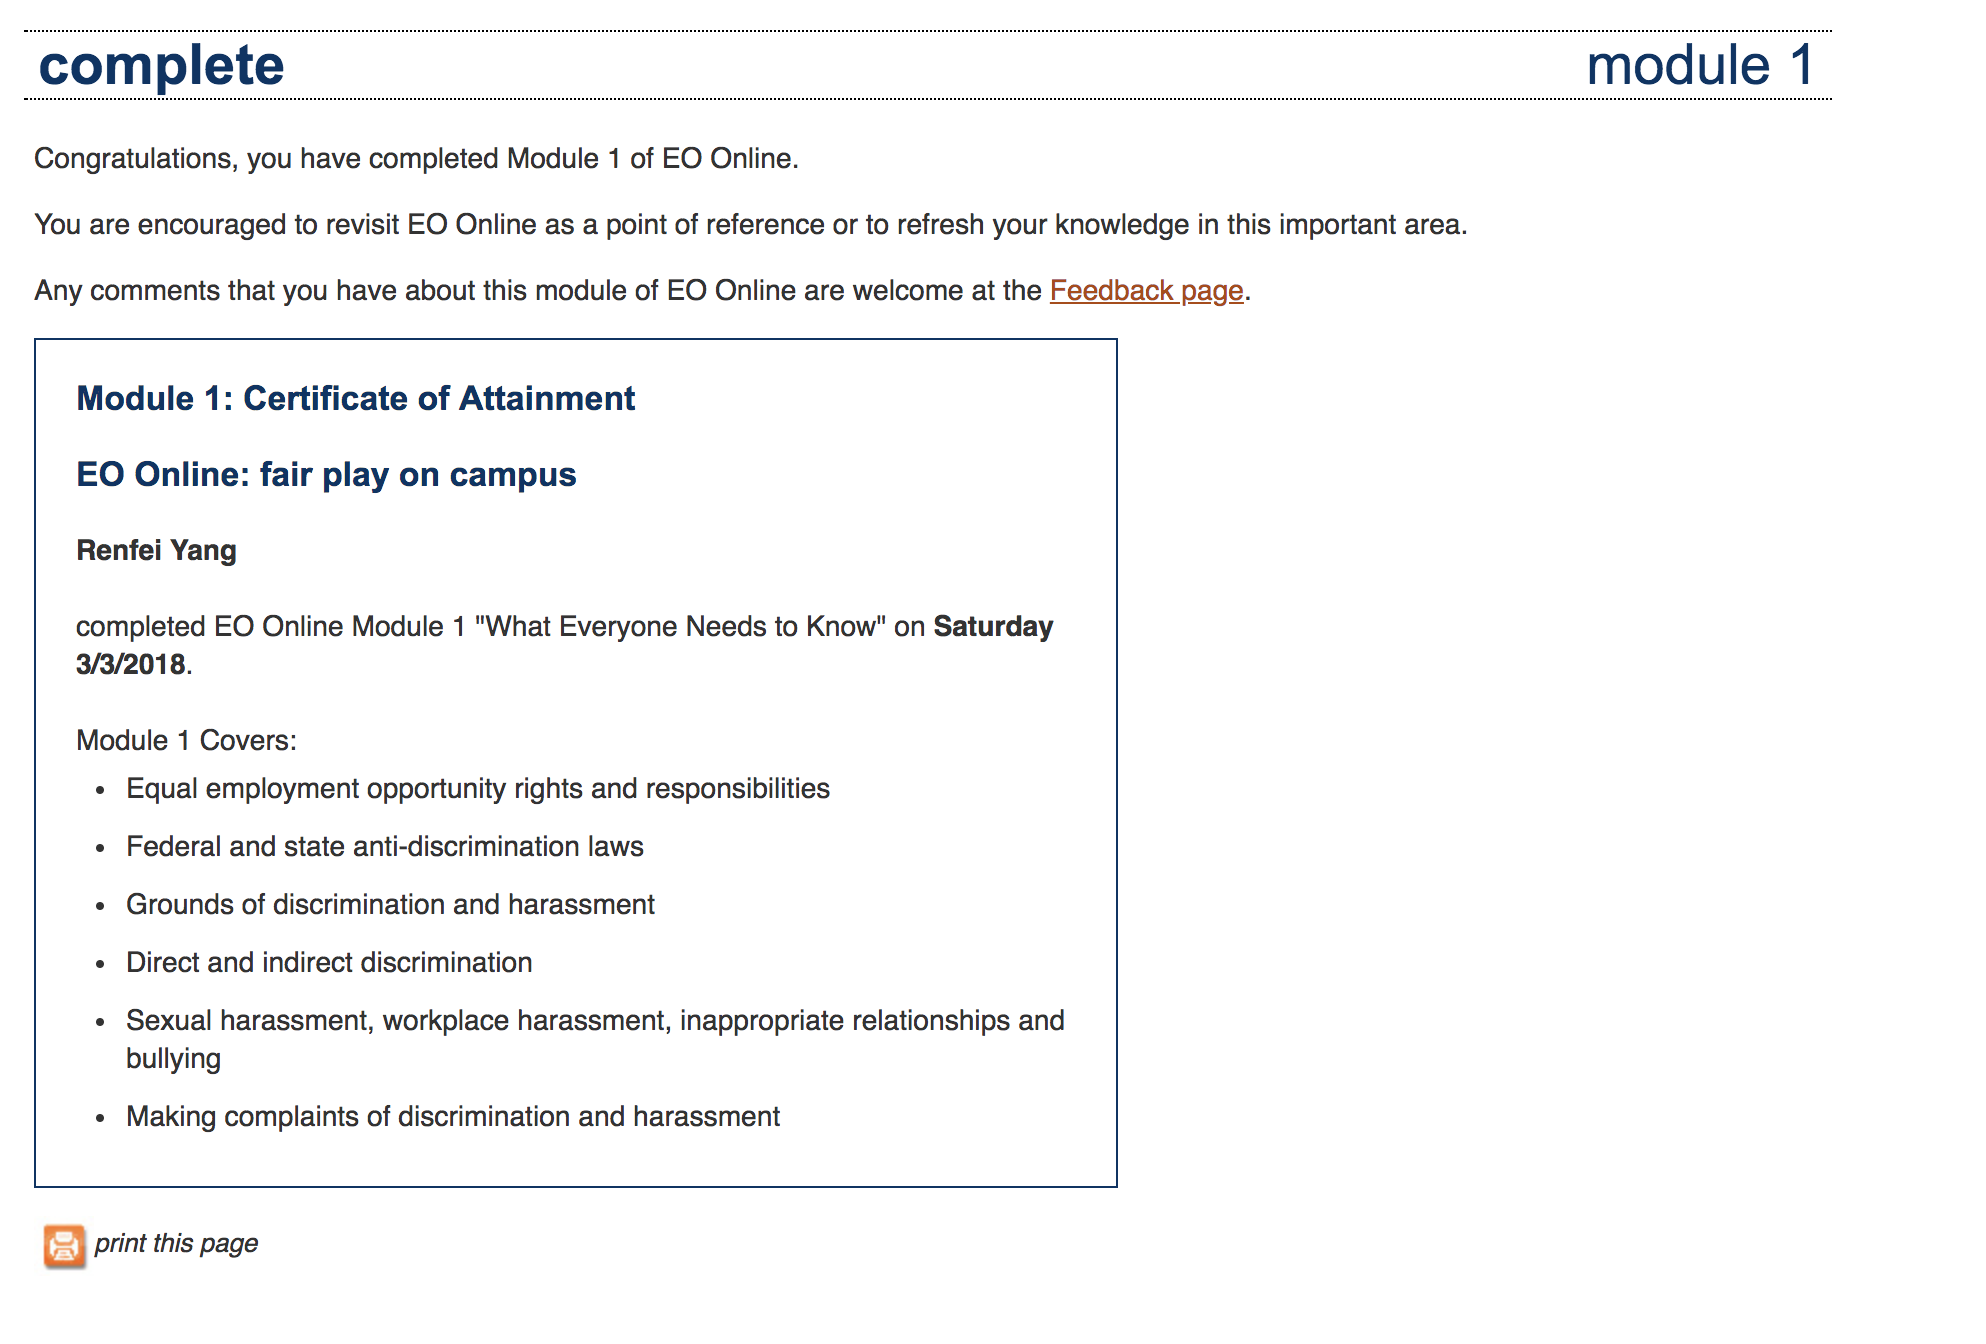 complete
module 1
Congratulations, you have completed Module 1 of EO Online.
You are encouraged to revisit EO Online as a point of reference or to refresh your knowledge in this important area.
Any comments that you have about this module of EO Online are welcome at the Feedback page.
Module 1: Certificate of Attainment
EO Online: fair play on campus
Renfei Yang
completed EO Online Module 1 "What Everyone Needs to Know" on Saturday
3/3/2018.
Module 1 Covers:
• Equal employment opportunity rights and responsibilities
• Federal and state anti-discrimination laws
• Grounds of discrimination and harassment
• Direct and indirect discrimination
• Sexual harassment, workplace harassment, inappropriate relationships and
bullying
• Making complaints of discrimination and harassment
print this page